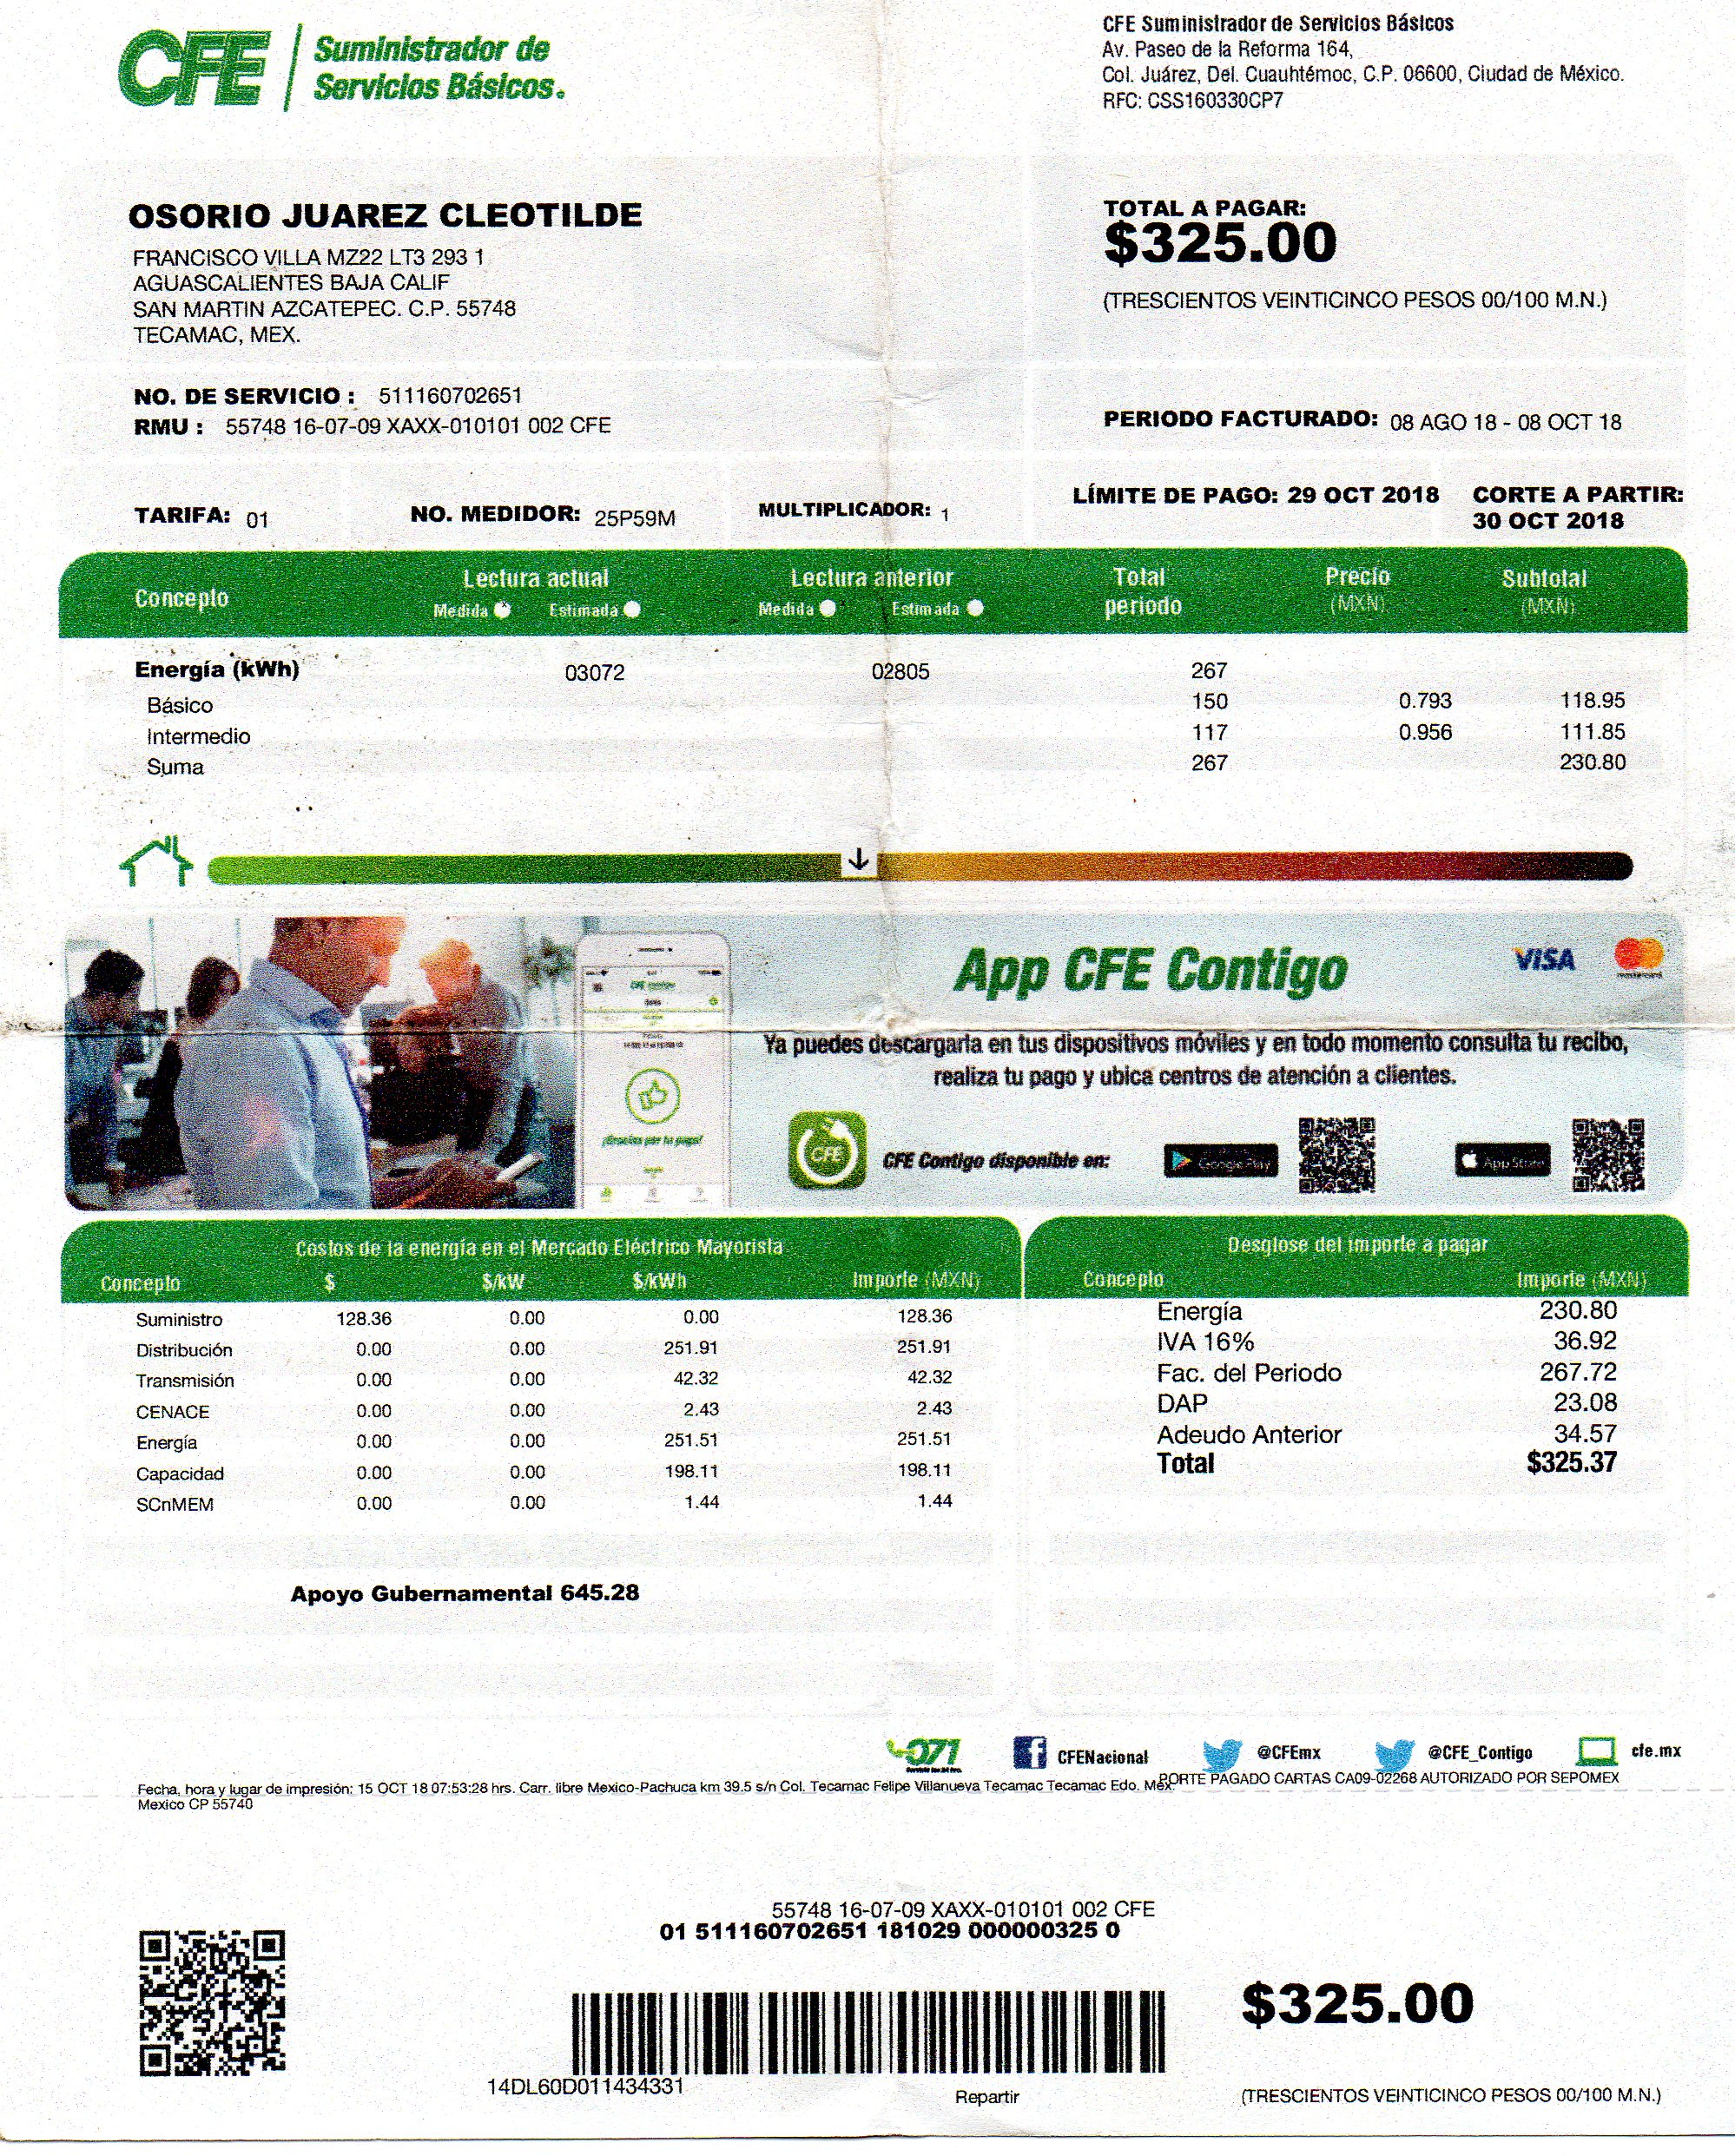 CFE Suministrador de
Servicios Básicos.
CFE Suministrador de Servicios Básicos
Av. Paseo de la Reforma 164,
Col. Juárez, Del. Cuauhtémoc, C.P. 06600, Ciudad de México.
RFC: CSS160330CP7
OSORIO JUAREZ CLEOTILDE
FRANCISCO VILLA MZ22 LT3 293 1
AGUASCALIENTES BAJA CALIF
SAN MARTIN AZCATEPEC. C.P. 55748
TECAMAC, MEX.
TOTAL A PAGAR:
$325.00
(TRESCIENTOS VEINTICINCO PESOS 00/100 M.N.)
NO. DE SERVICIO : 511160702651
RMU : 55748 16-07-09 XAXX-010101 002 CFE
PERIODO FACTURADO: 08 AGO 18 - 08 OCT 18
TARIFA: 01 NO. MEDIDOR: 25P59M MULTIPLICADOR: 1
LÍMITE DE PAGO: 29 OCT 2018 CORTE A PARTIR:
30 OCT 2018
Concepto Lectura actual Lectura anterior Total Precio Subtotal
Medida Estimada Medida Estimada periodo (MXN) (MXN)
Energía (kWh) 03072 02805 267
Básico 150 0.793 118.95
Intermedio 117 0.956 111.85
Suma 267 230.80
App CFE Contigo VISA mastercard
Ya puedes descargarla en tus dispositivos móviles y en todo momento consulta tu recibo,
realiza tu pago y ubica centros de atención a clientes.
¡Gracias por tu pago!
CFE CFE Contigo disponible en: Google Play App Store
Costos de la energía en el Mercado Eléctrico Mayorista
Concepto $ $/kW $/kWh Importe (MXN)
Suministro 128.36 0.00 0.00 128.36
Distribución 0.00 0.00 251.91 251.91
Transmisión 0.00 0.00 42.32 42.32
CENACE 0.00 0.00 2.43 2.43
Energía 0.00 0.00 251.51 251.51
Capacidad 0.00 0.00 198.11 198.11
SCnMEM 0.00 0.00 1.44 1.44
Apoyo Gubernamental 645.28
Desglose del importe a pagar
Concepto Importe (MXN)
Energía 230.80
IVA 16% 36.92
Fac. del Periodo 267.72
DAP 23.08
Adeudo Anterior 34.57
Total $325.37
071 CFENacional @CFEmx @CFE_Contigo cfe.mx
Fecha, hora y lugar de impresión: 15 OCT 18 07:53:28 hrs. Carr. libre Mexico-Pachuca km 39.5 s/n Col. Tecamac Felipe Villanueva Tecamac Tecamac Edo. Méx.
Mexico CP 55740
PORTE PAGADO CARTAS CA09-02268 AUTORIZADO POR SEPOMEX
55748 16-07-09 XAXX-010101 002 CFE
01 511160702651 181029 000000325 0
$325.00
14DL60D011434331
Repartir
(TRESCIENTOS VEINTICINCO PESOS 00/100 M.N.)